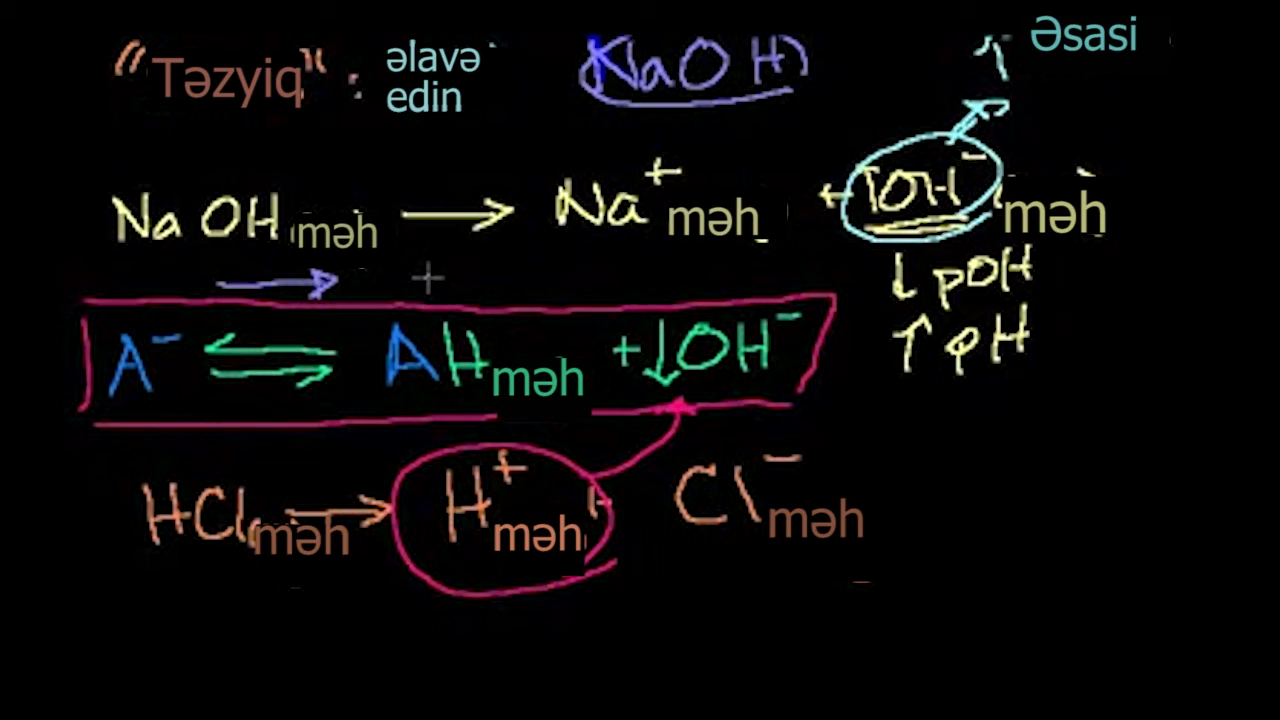 "Təzyiq" : əlavə edin NaOH ↑ Əsasi
NaOH məh → Na⁺ məh + OH⁻ məh
↓ pOH
→ +
↑ pH
A⁻ ⇌ AH məh + ↓OH⁻
HCl məh → H⁺ məh + Cl⁻ məh